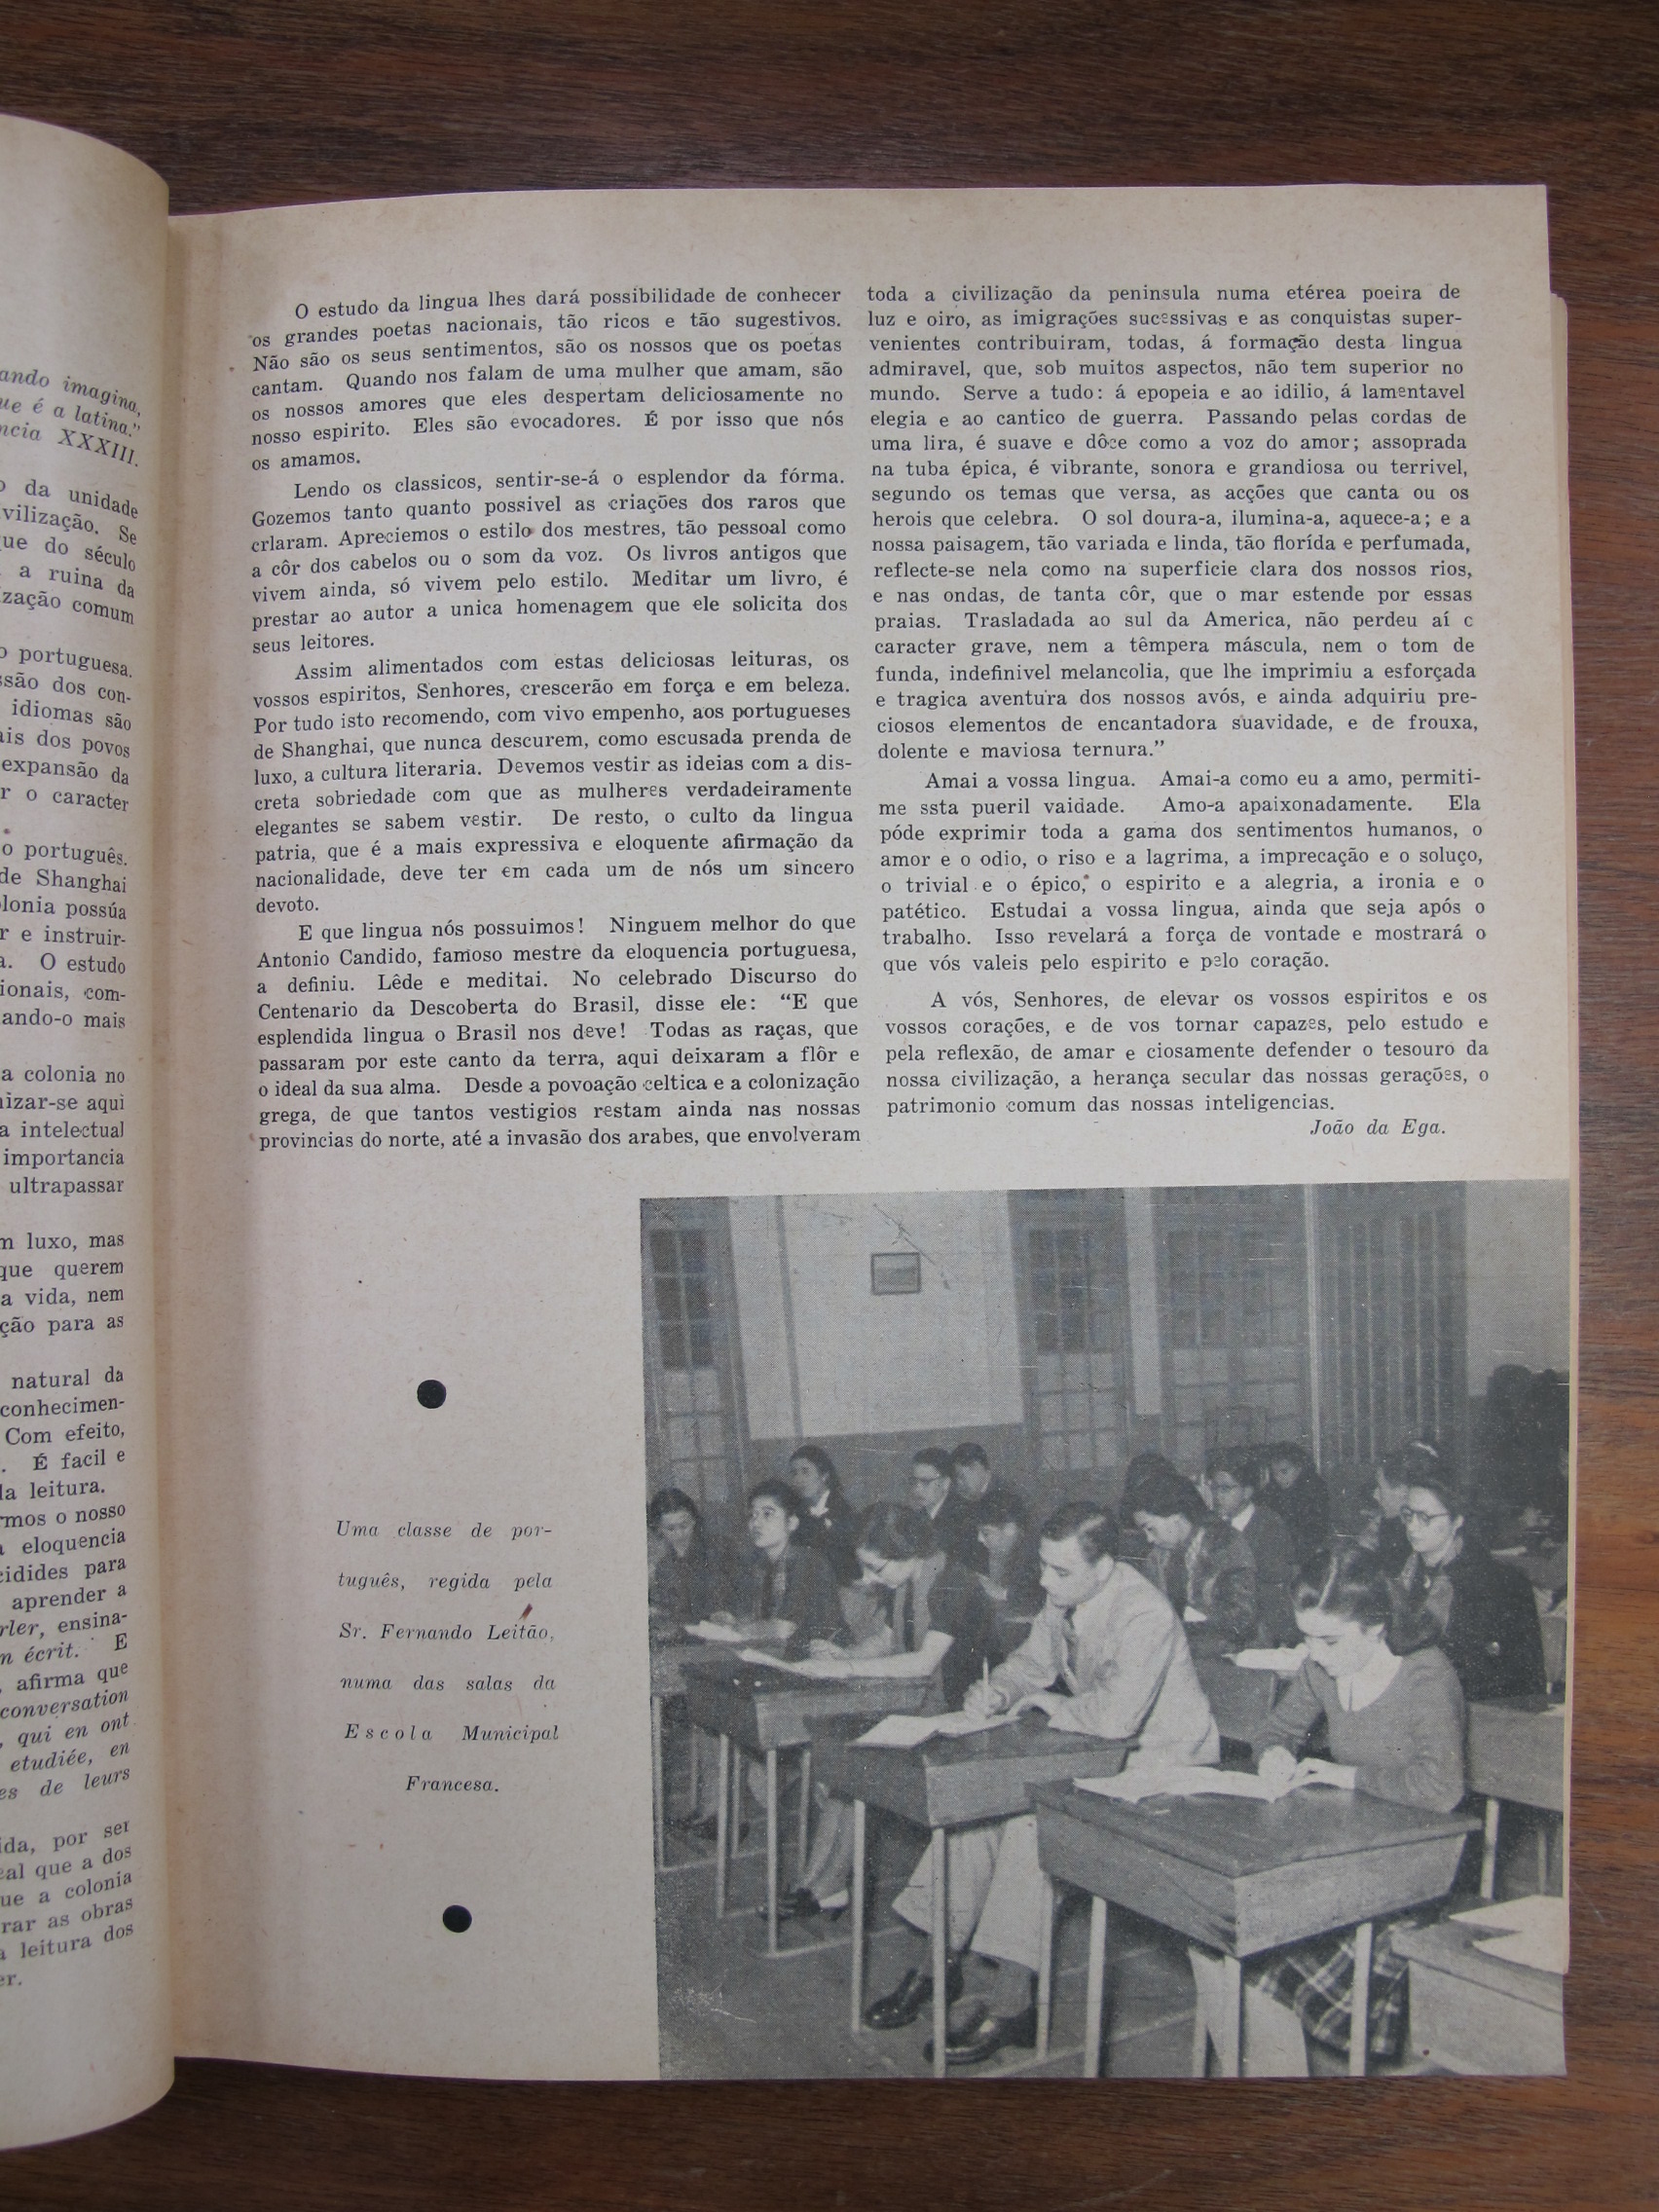 ando imagina,
ue é a latina."
ncia XXXIII.
o da unidade
vilização. Se
ue do século
a ruina da
zação comum
o portuguesa.
ssão dos con-
idiomas são
ais dos povos
expansão da
r o caracter
o português.
de Shanghai
lonia possúa
r e instruir-
a. O estudo
ionais, com-
ando-o mais
a colonia no
nizar-se aqui
a intelectual
importancia
ultrapassar
m luxo, mas
que querem
a vida, nem
ção para as
natural da
conhecimen-
Com efeito,
. É facil e
la leitura.
rmos o nosso
a eloquencia
cidides para
aprender a
rler, ensina-
n écrit. E
, afirma que
conversation
, qui en ont
etudiée, en
es de leurs
ida, por ser
eal que a dos
ue a colonia
rar as obras
a leitura dos
er.
O estudo da lingua lhes dará possibilidade de conhecer
os grandes poetas nacionais, tão ricos e tão sugestivos.
Não são os seus sentimentos, são os nossos que os poetas
cantam. Quando nos falam de uma mulher que amam, são
os nossos amores que eles despertam deliciosamente no
nosso espirito. Eles são evocadores. É por isso que nós
os amamos.
Lendo os classicos, sentir-se-á o esplendor da fórma.
Gozemos tanto quanto possivel as criações dos raros que
crlaram. Apreciemos o estilo dos mestres, tão pessoal como
a côr dos cabelos ou o som da voz. Os livros antigos que
vivem ainda, só vivem pelo estilo. Meditar um livro, é
prestar ao autor a unica homenagem que ele solicita dos
seus leitores.
Assim alimentados com estas deliciosas leituras, os
vossos espiritos, Senhores, crescerão em força e em beleza.
Por tudo isto recomendo, com vivo empenho, aos portugueses
de Shanghai, que nunca descurem, como escusada prenda de
luxo, a cultura literaria. Devemos vestir as ideias com a dis-
creta sobriedade com que as mulheres verdadeiramente
elegantes se sabem vestir. De resto, o culto da lingua
patria, que é a mais expressiva e eloquente afirmação da
nacionalidade, deve ter em cada um de nós um sincero
devoto.
E que lingua nós possuimos! Ninguem melhor do que
Antonio Candido, famoso mestre da eloquencia portuguesa,
a definiu. Lêde e meditai. No celebrado Discurso do
Centenario da Descoberta do Brasil, disse ele: "E que
esplendida lingua o Brasil nos deve! Todas as raças, que
passaram por este canto da terra, aqui deixaram a flôr e
o ideal da sua alma. Desde a povoação celtica e a colonização
grega, de que tantos vestigios restam ainda nas nossas
provincias do norte, até a invasão dos arabes, que envolveram
toda a civilização da peninsula numa etérea poeira de
luz e oiro, as imigrações sucessivas e as conquistas super-
venientes contribuiram, todas, á formação desta lingua
admiravel, que, sob muitos aspectos, não tem superior no
mundo. Serve a tudo: á epopeia e ao idilio, á lamentavel
elegia e ao cantico de guerra. Passando pelas cordas de
uma lira, é suave e dôce como a voz do amor; assoprada
na tuba épica, é vibrante, sonora e grandiosa ou terrivel,
segundo os temas que versa, as acções que canta ou os
herois que celebra. O sol doura-a, ilumina-a, aquece-a; e a
nossa paisagem, tão variada e linda, tão florída e perfumada,
reflecte-se nela como na superficie clara dos nossos rios,
e nas ondas, de tanta côr, que o mar estende por essas
praias. Trasladada ao sul da America, não perdeu aí c
caracter grave, nem a têmpera máscula, nem o tom de
funda, indefinivel melancolia, que lhe imprimiu a esforçada
e tragica aventura dos nossos avós, e ainda adquiriu pre-
ciosos elementos de encantadora suavidade, e de frouxa,
dolente e maviosa ternura."
Amai a vossa lingua. Amai-a como eu a amo, permiti-
me ssta pueril vaidade. Amo-a apaixonadamente. Ela
póde exprimir toda a gama dos sentimentos humanos, o
amor e o odio, o riso e a lagrima, a imprecação e o soluço,
o trivial e o épico, o espirito e a alegria, a ironia e o
patético. Estudai a vossa lingua, ainda que seja após o
trabalho. Isso revelará a força de vontade e mostrará o
que vós valeis pelo espirito e pelo coração.
A vós, Senhores, de elevar os vossos espiritos e os
vossos corações, e de vos tornar capazes, pelo estudo e
pela reflexão, de amar e ciosamente defender o tesouro da
nossa civilização, a herança secular das nossas gerações, o
patrimonio comum das nossas inteligencias.
João da Ega.
Uma classe de por-
tuguês, regida pela
Sr. Fernando Leitão,
numa das salas da
Escola Municipal
Francesa.